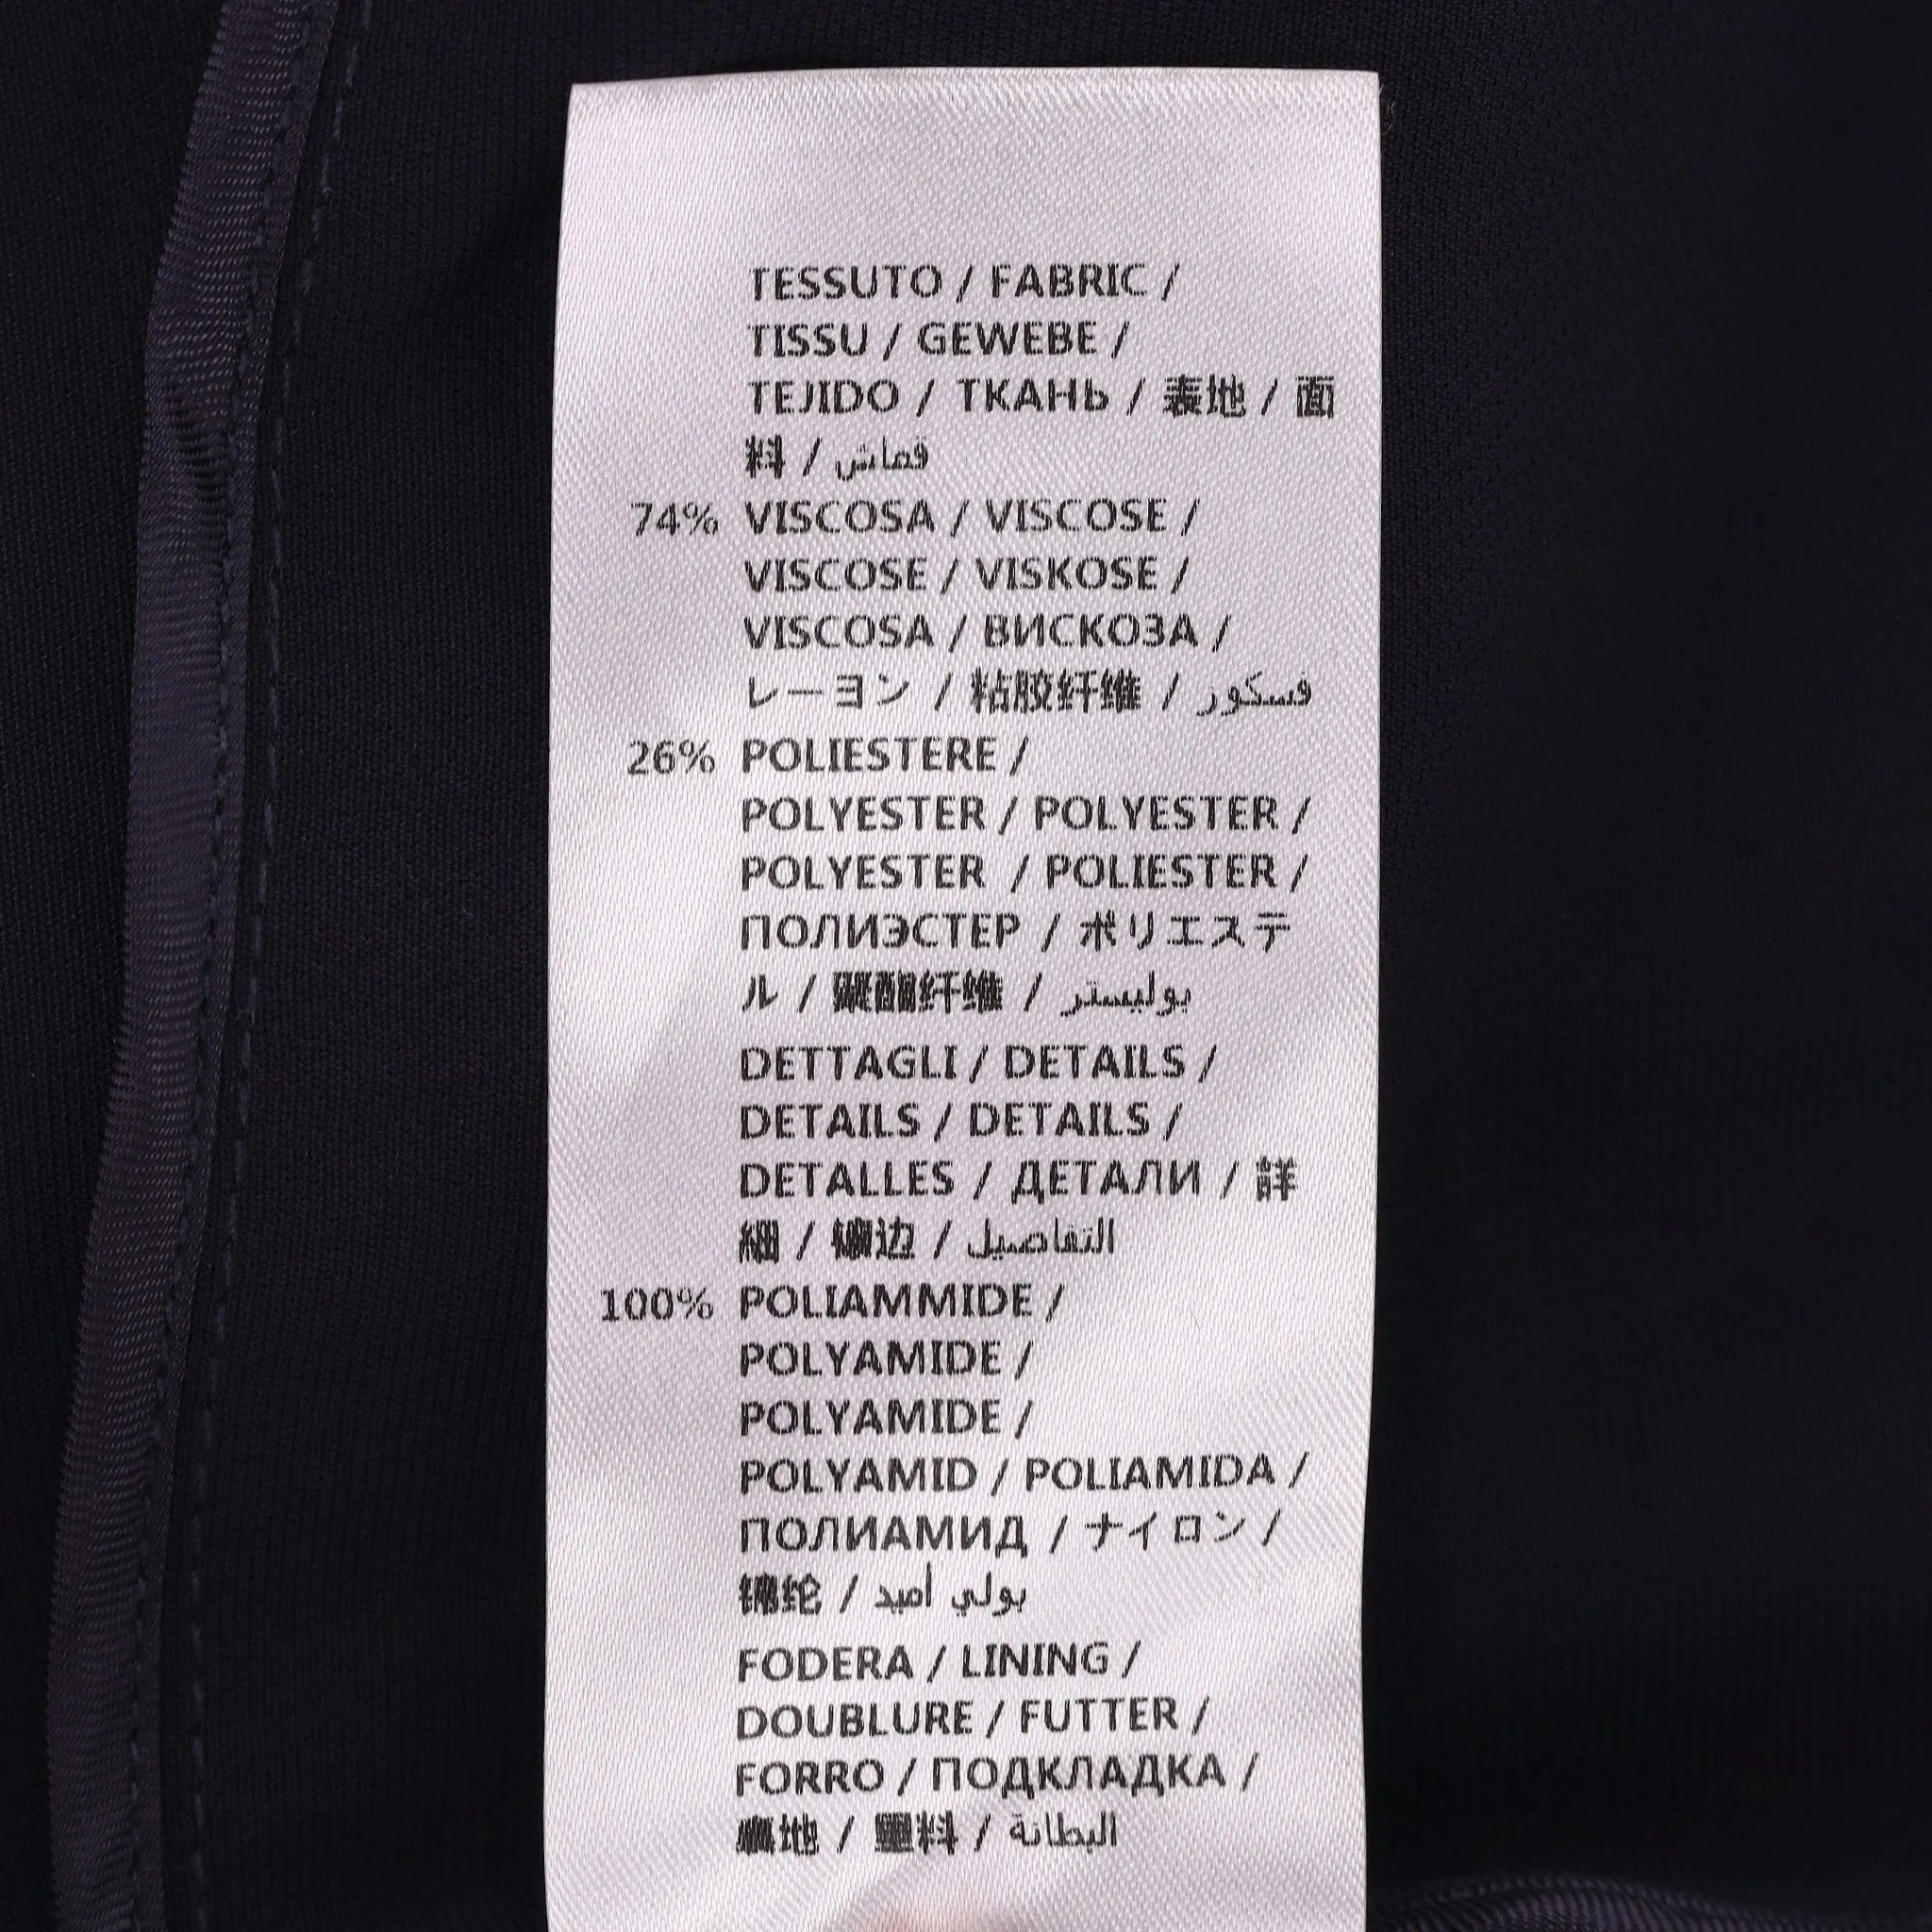 TESSUTO / FABRIC /
TISSU / GEWEBE /
TEJIDO / ТКАНЬ / 表地 / 面
料 / قماش
74% VISCOSA / VISCOSE /
VISCOSE / VISKOSE /
VISCOSA / ВИСКОЗА /
レーヨン / 粘胶纤维 / فسكور
26% POLIESTERE /
POLYESTER / POLYESTER /
POLYESTER / POLIESTER /
ПОЛИЭСТЕР / ポリエステ
ル / 聚酯纤维 / بوليستر
DETTAGLI / DETAILS /
DETAILS / DETAILS /
DETALLES / ДЕТАЛИ / 詳
細 / 镶边 / التفاصيل
100% POLIAMMIDE /
POLYAMIDE /
POLYAMIDE /
POLYAMID / POLIAMIDA /
ПОЛИАМИД / ナイロン /
锦纶 / بولي أميد
FODERA / LINING /
DOUBLURE / FUTTER /
FORRO / ПОДКЛАДКА /
裏地 / 里料 / البطانة